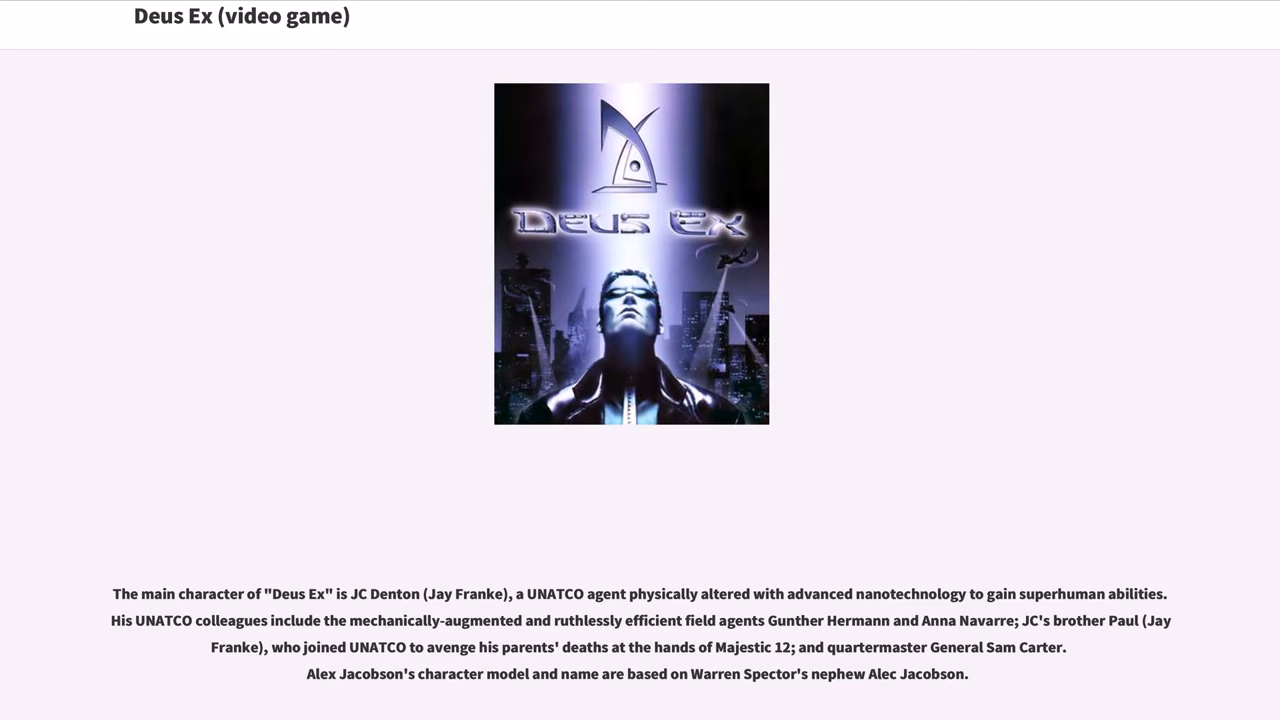 Deus Ex (video game)
Deus Ex
The main character of "Deus Ex" is JC Denton (Jay Franke), a UNATCO agent physically altered with advanced nanotechnology to gain superhuman abilities.
His UNATCO colleagues include the mechanically-augmented and ruthlessly efficient field agents Gunther Hermann and Anna Navarre; JC's brother Paul (Jay
Franke), who joined UNATCO to avenge his parents' deaths at the hands of Majestic 12; and quartermaster General Sam Carter.
Alex Jacobson's character model and name are based on Warren Spector's nephew Alec Jacobson.